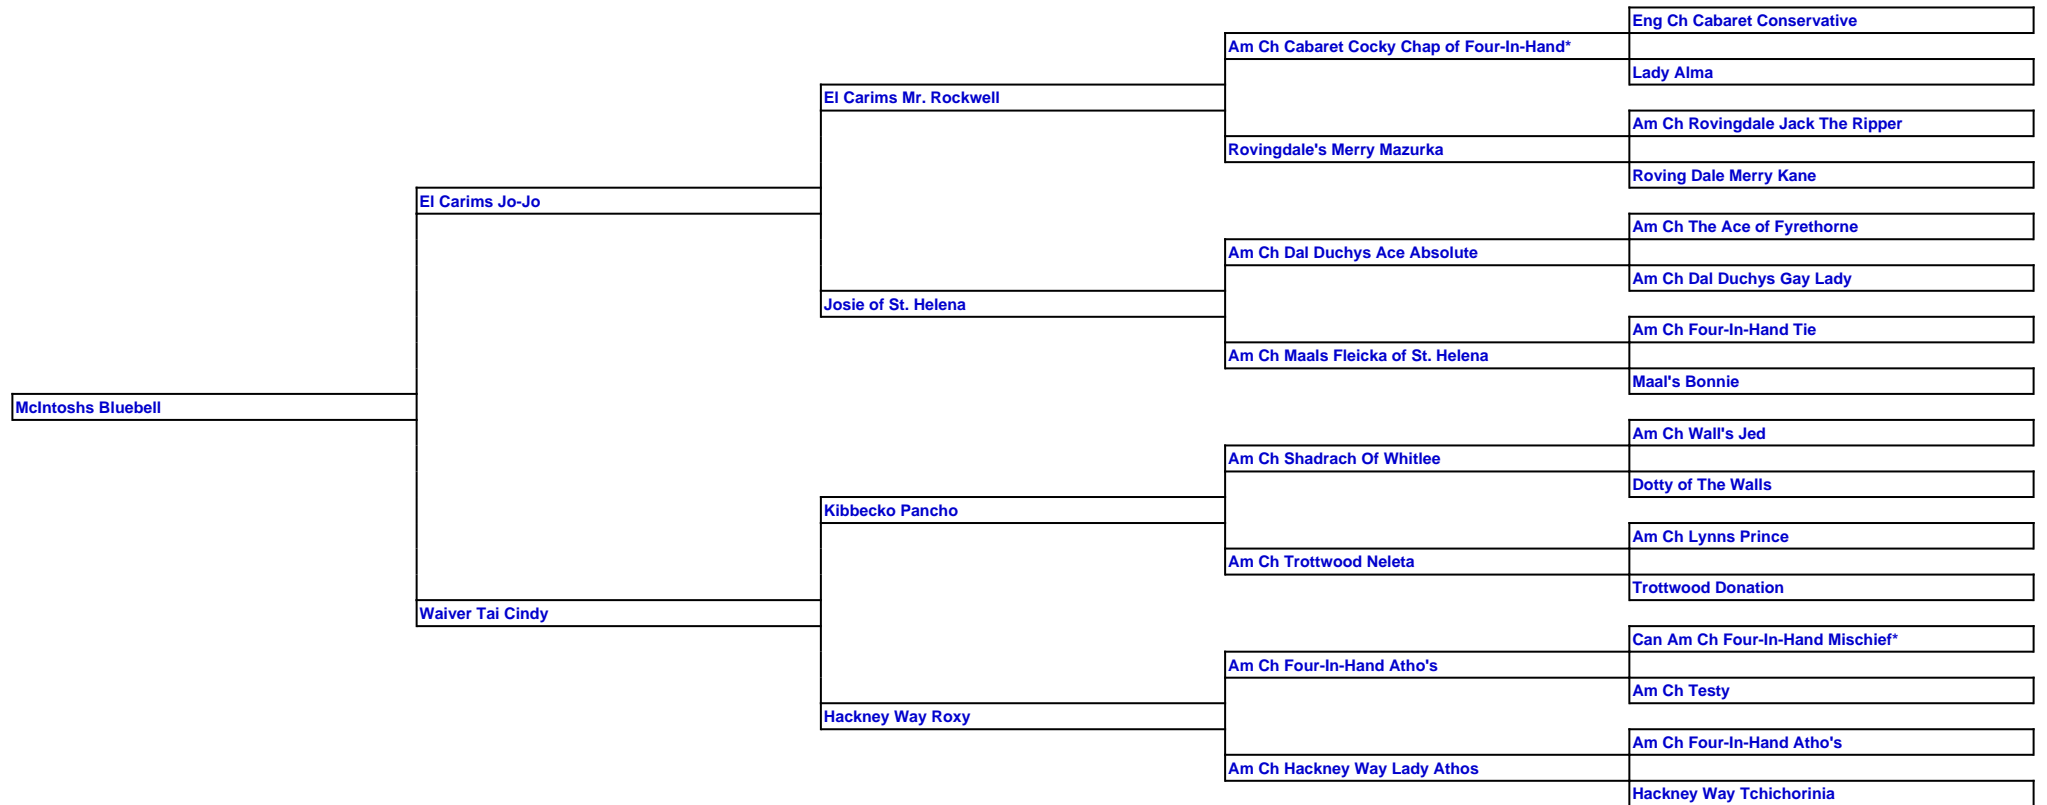 Eng Ch Cabaret Conservative
Am Ch Cabaret Cocky Chap of Four-In-Hand*
Lady Alma
El Carims Mr. Rockwell
Am Ch Rovingdale Jack The Ripper
Rovingdale's Merry Mazurka
Roving Dale Merry Kane
El Carims Jo-Jo
Am Ch The Ace of Fyrethorne
Am Ch Dal Duchys Ace Absolute
Am Ch Dal Duchys Gay Lady
Josie of St. Helena
Am Ch Four-In-Hand Tie
Am Ch Maals Fleicka of St. Helena
Maal's Bonnie
McIntoshs Bluebell
Am Ch Wall's Jed
Am Ch Shadrach Of Whitlee
Dotty of The Walls
Kibbecko Pancho
Am Ch Lynns Prince
Am Ch Trottwood Neleta
Trottwood Donation
Waiver Tai Cindy
Can Am Ch Four-In-Hand Mischief*
Am Ch Four-In-Hand Atho's
Am Ch Testy
Hackney Way Roxy
Am Ch Four-In-Hand Atho's
Am Ch Hackney Way Lady Athos
Hackney Way Tchichorinia